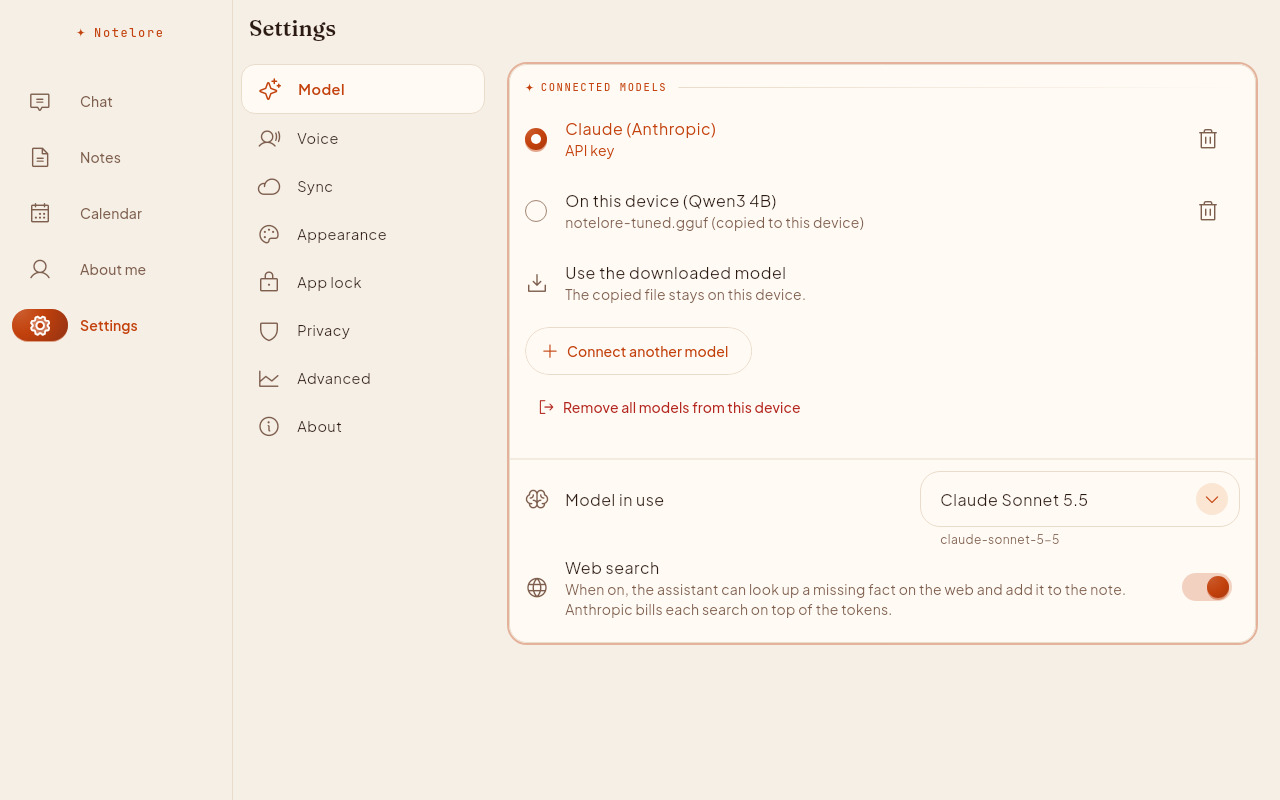 Notelore
Settings
Chat
Notes
Calendar
About me
Settings
Model
Voice
Sync
Appearance
App lock
Privacy
Advanced
About
CONNECTED MODELS
Claude (Anthropic)
API key
On this device (Qwen3 4B)
notelore-tuned.gguf (copied to this device)
Use the downloaded model
The copied file stays on this device.
Connect another model
Remove all models from this device
Model in use
Claude Sonnet 5.5
claude-sonnet-5-5
Web search
When on, the assistant can look up a missing fact on the web and add it to the note.
Anthropic bills each search on top of the tokens.